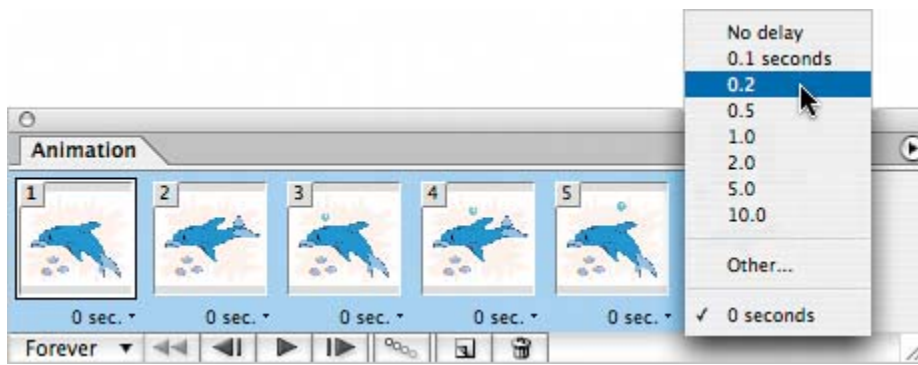 No delay
0.1 seconds
0.2
0.5
1.0
2.0
5.0
10.0
Other...
✓ 0 seconds
Animation
1 2 3 4 5
0 sec. 0 sec. 0 sec. 0 sec. 0 sec.
Forever